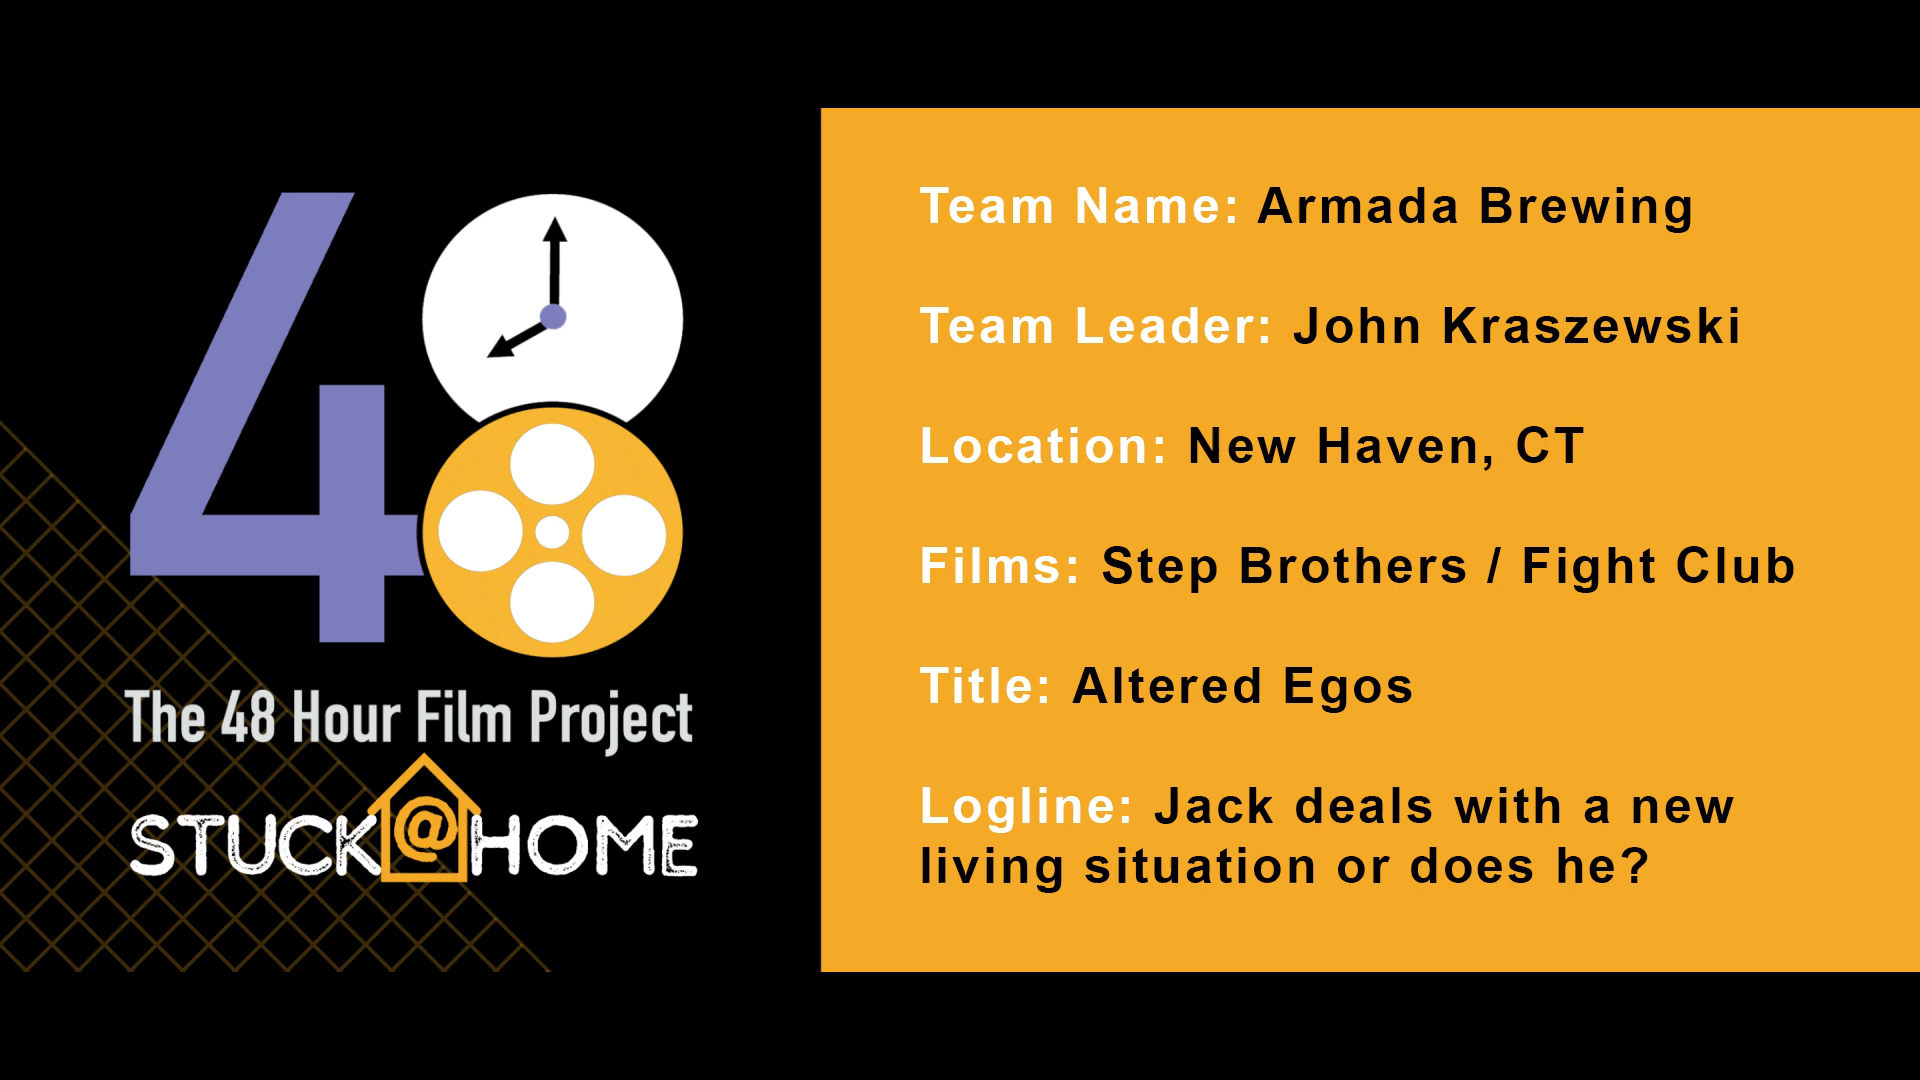 48
The 48 Hour Film Project
STUCK@HOME
Team Name: Armada Brewing
Team Leader: John Kraszewski
Location: New Haven, CT
Films: Step Brothers / Fight Club
Title: Altered Egos
Logline: Jack deals with a new
living situation or does he?